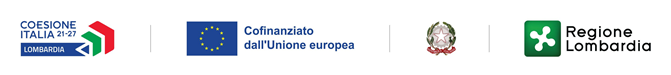 COESIONE
ITALIA 21-27
LOMBARDIA
Cofinanziato
dall'Unione europea
Regione
Lombardia